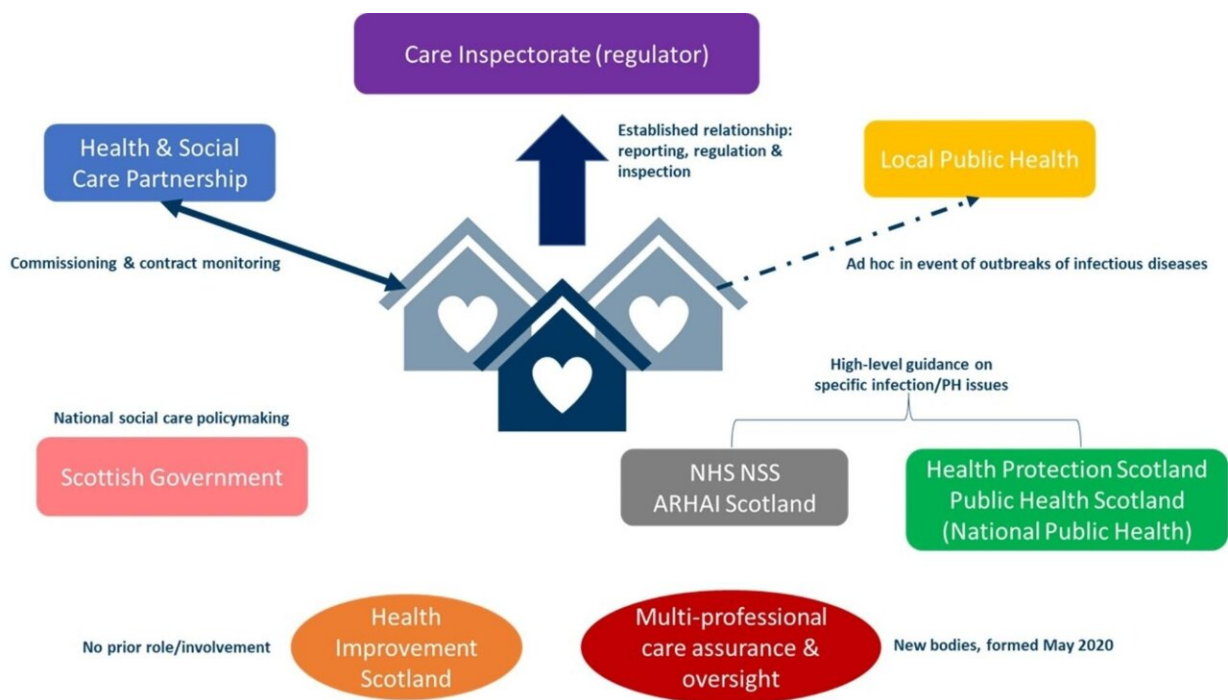 Care Inspectorate (regulator)
Health & Social
Care Partnership
Established relationship:
reporting, regulation &
inspection
Local Public Health
Commissioning & contract monitoring
Ad hoc in event of outbreaks of infectious diseases
High-level guidance on
specific infection/PH issues
National social care policymaking
Scottish Government
NHS NSS
ARHAI Scotland
Health Protection Scotland
Public Health Scotland
(National Public Health)
No prior role/involvement
Health
Improvement
Scotland
Multi-professional
care assurance &
oversight
New bodies, formed May 2020